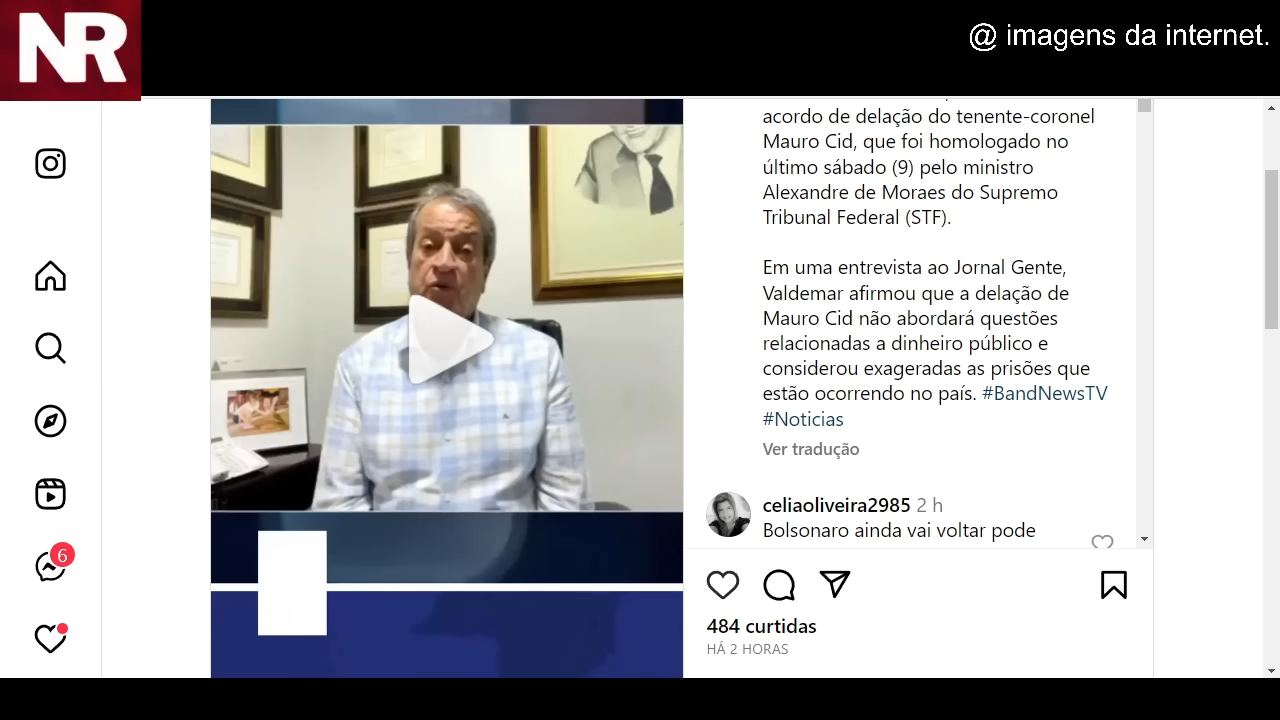 NR
@ imagens da internet.
acordo de delação do tenente-coronel
Mauro Cid, que foi homologado no
último sábado (9) pelo ministro
Alexandre de Moraes do Supremo
Tribunal Federal (STF).
Em uma entrevista ao Jornal Gente,
Valdemar afirmou que a delação de
Mauro Cid não abordará questões
relacionadas a dinheiro público e
considerou exageradas as prisões que
estão ocorrendo no país. #BandNewsTV
#Noticias
Ver tradução
celiaoliveira2985 2 h
Bolsonaro ainda vai voltar pode
6
484 curtidas
HÁ 2 HORAS